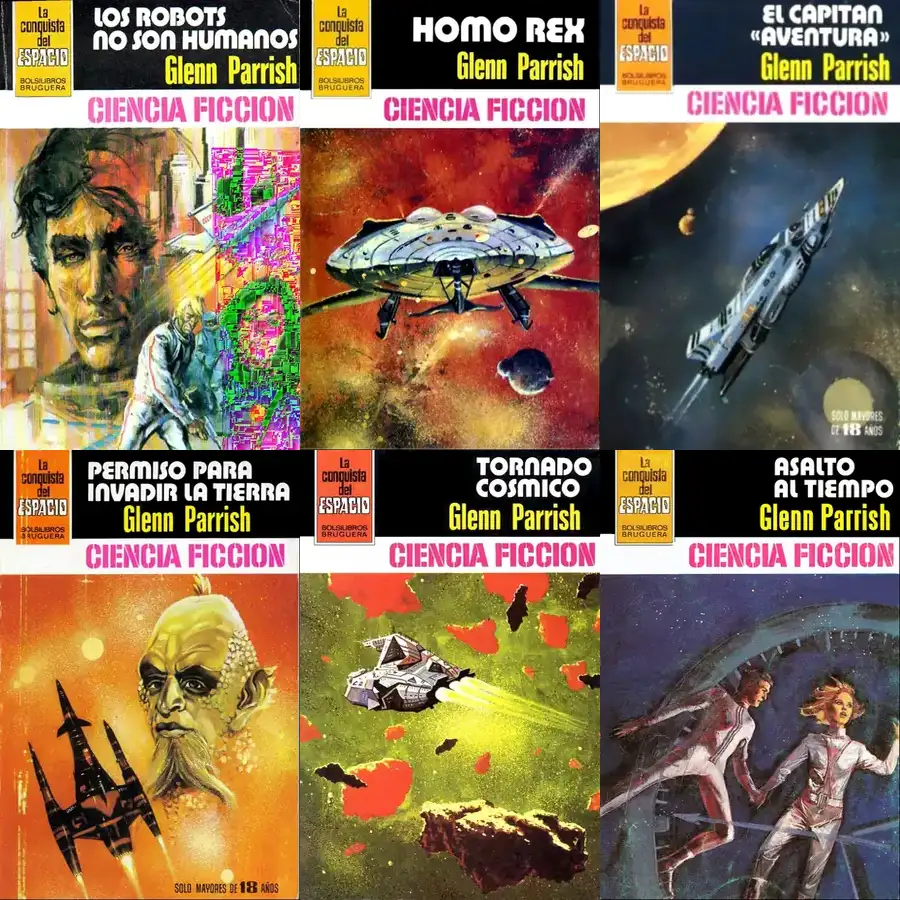 La
conquista
del
ESPACIO
BOLSILIBROS
BRUGUERA
LOS ROBOTS
NO SON HUMANOS
Glenn Parrish
CIENCIA FICCION
La
conquista
del
ESPACIO
BOLSILIBROS
BRUGUERA
HOMO REX
Glenn Parrish
CIENCIA FICCION
La
conquista
del
ESPACIO
BOLSILIBROS
BRUGUERA
EL CAPITAN
«AVENTURA»
Glenn Parrish
CIENCIA FICCION
SOLO MAYORES
DE 18 AÑOS
La
conquista
del
ESPACIO
BOLSILIBROS
BRUGUERA
PERMISO PARA
INVADIR LA TIERRA
Glenn Parrish
CIENCIA FICCION
SOLO MAYORES DE 18 AÑOS
La
conquista
del
ESPACIO
BOLSILIBROS
BRUGUERA
TORNADO
COSMICO
Glenn Parrish
CIENCIA FICCION
La
conquista
del
ESPACIO
BOLSILIBROS
BRUGUERA
ASALTO
AL TIEMPO
Glenn Parrish
CIENCIA FICCION